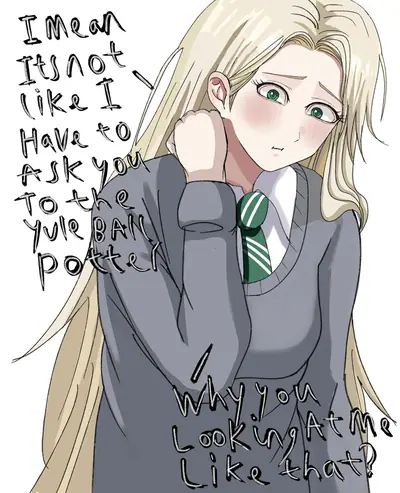 I mean
Its not
like I
Have to
Ask you
To the
yule BAll
potter
Why you
Looking At me
Like that?